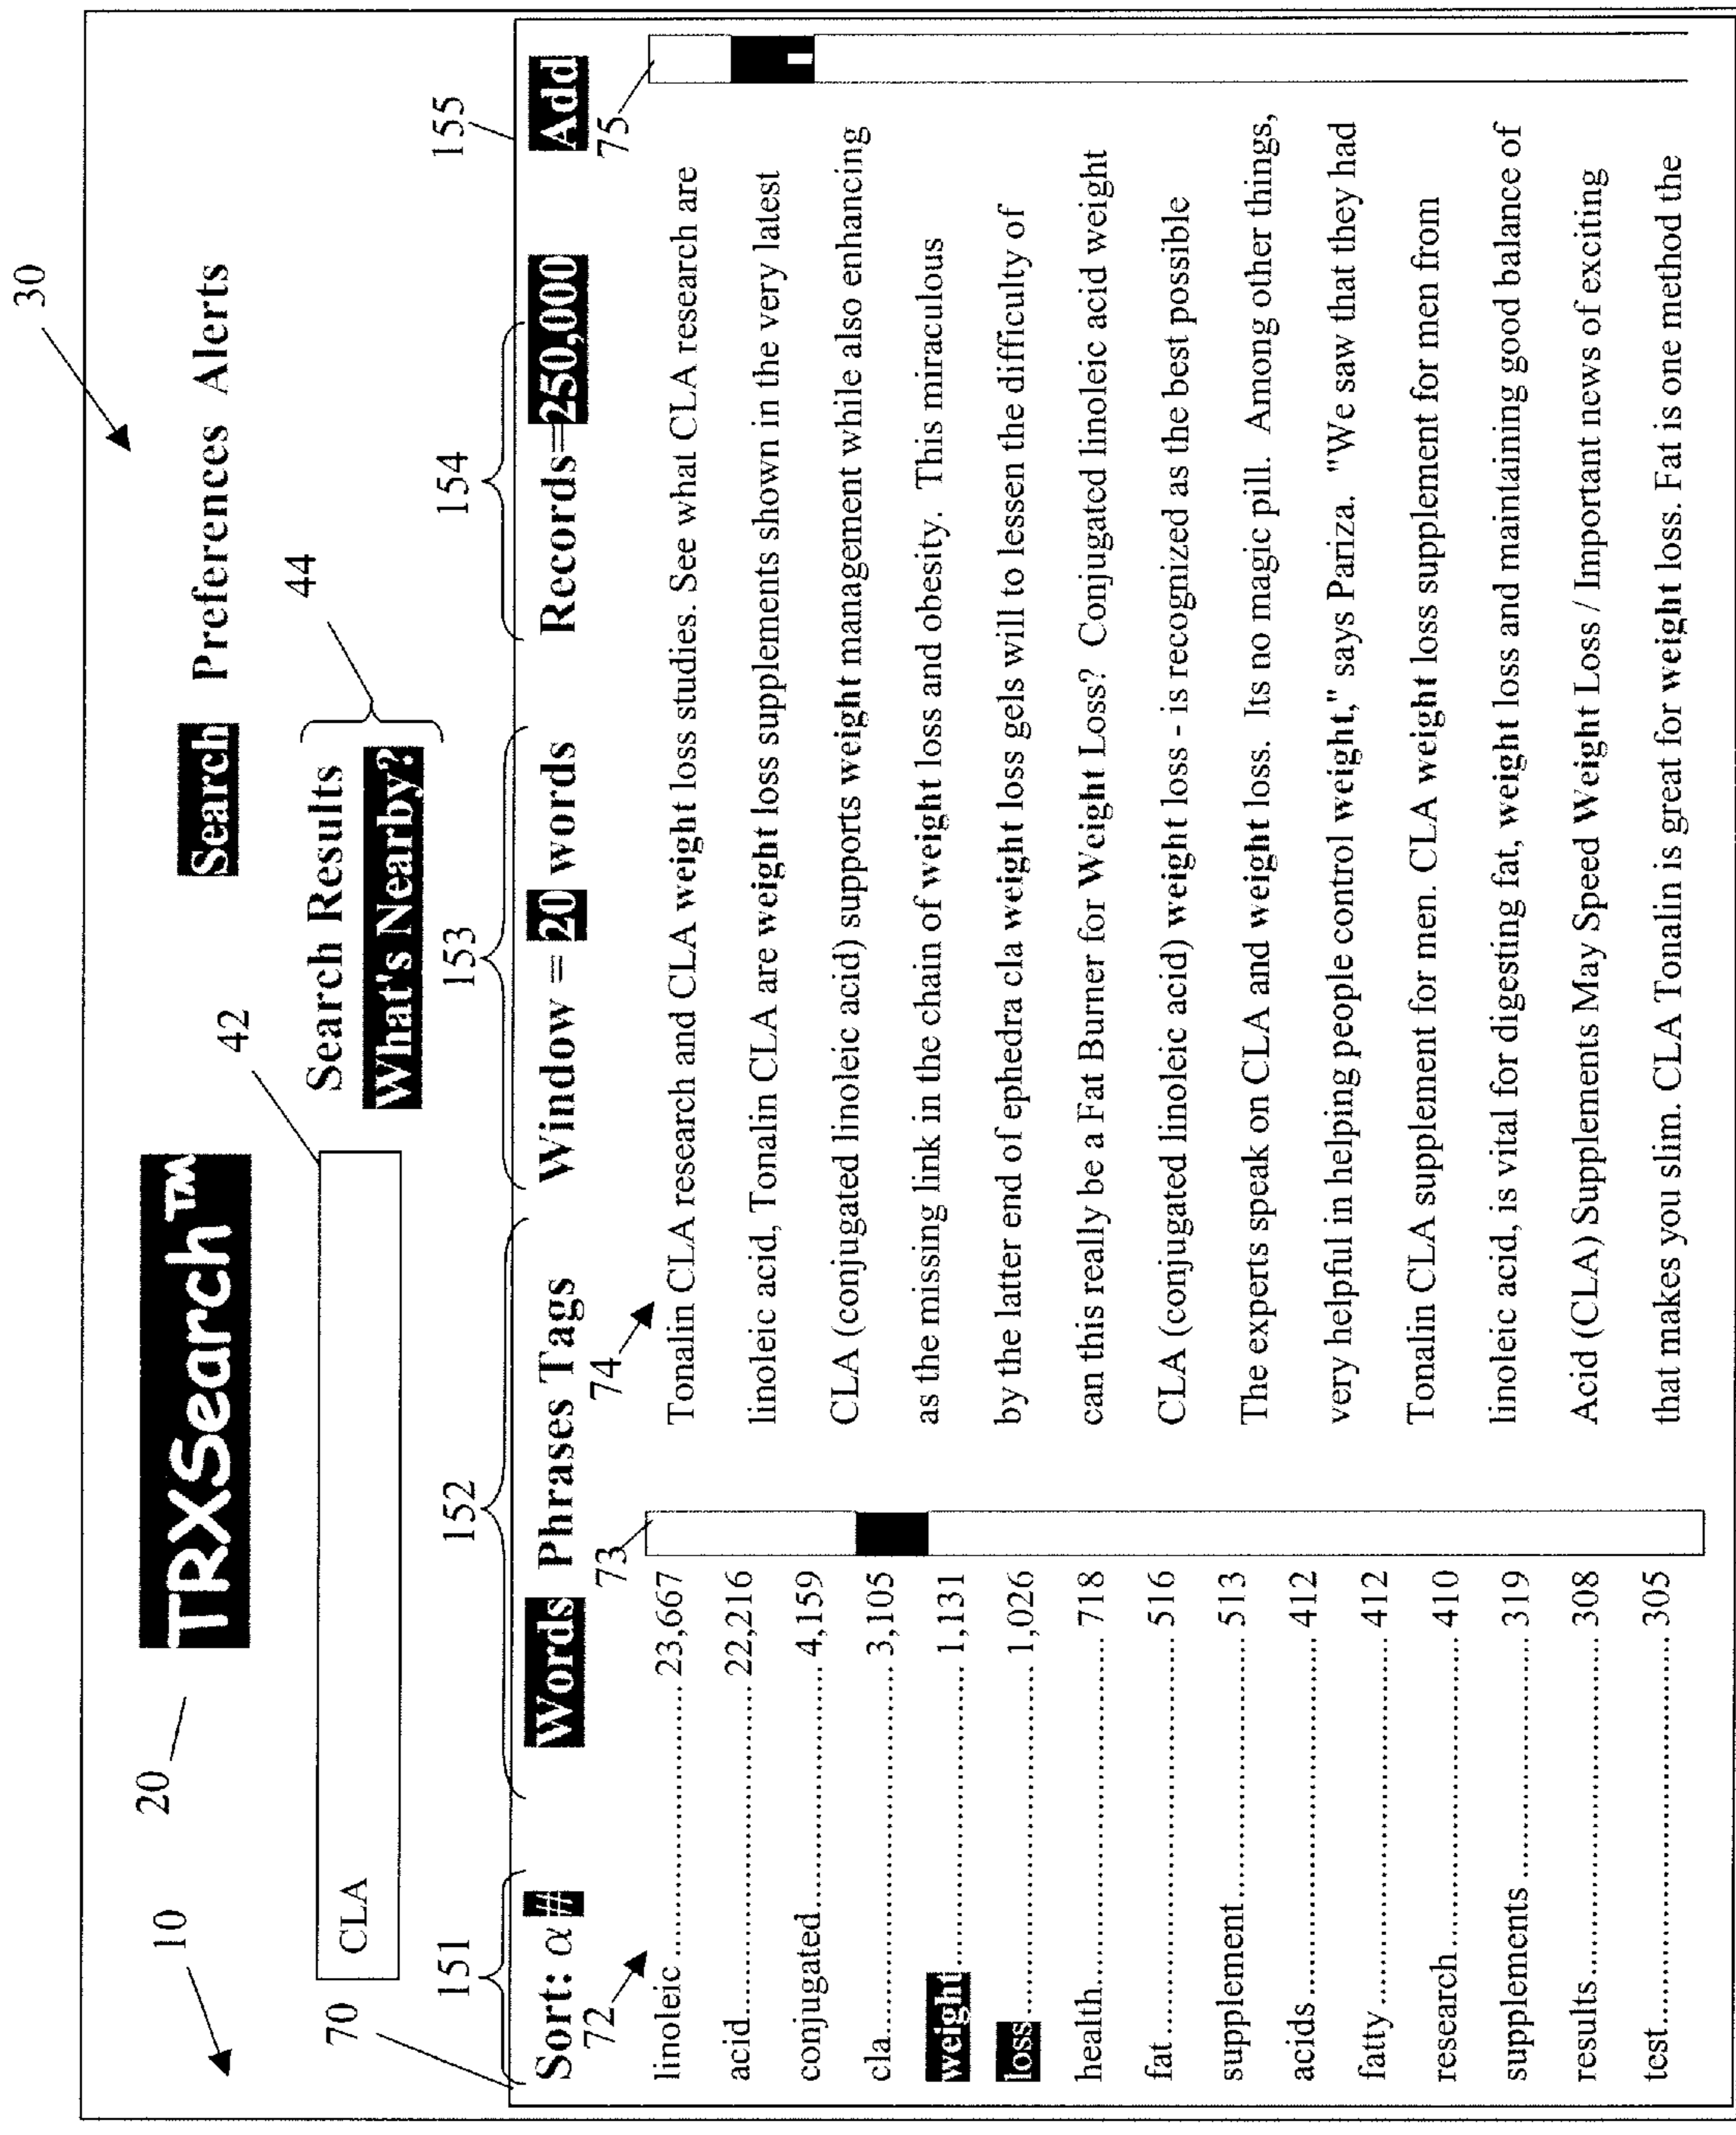 30
10
20
TRXSearch™
Search Preferences Alerts
42
Search Results
44
CLA
What's Nearby?
70
151
152
153
154
155
Sort: α # Words Phrases Tags Window = 20 words Records=250,000 Add
72
73
74
75
linoleic ........ 23,667
acid ........ 22,216
conjugated ........ 4,159
cla ........ 3,105
weight ........ 1,131
loss ........ 1,026
health ........ 718
fat ........ 516
supplement ........ 513
acids ........ 412
fatty ........ 412
research ........ 410
supplements ........ 319
results ........ 308
test ........ 305
Tonalin CLA research and CLA weight loss studies. See what CLA research are
linoleic acid, Tonalin CLA are weight loss supplements shown in the very latest
CLA (conjugated linoleic acid) supports weight management while also enhancing
as the missing link in the chain of weight loss and obesity. This miraculous
by the latter end of ephedra cla weight loss gels will to lessen the difficulty of
can this really be a Fat Burner for Weight Loss? Conjugated linoleic acid weight
CLA (conjugated linoleic acid) weight loss - is recognized as the best possible
The experts speak on CLA and weight loss. Its no magic pill. Among other things,
very helpful in helping people control weight," says Pariza. "We saw that they had
Tonalin CLA supplement for men. CLA weight loss supplement for men from
linoleic acid, is vital for digesting fat, weight loss and maintaining good balance of
Acid (CLA) Supplements May Speed Weight Loss / Important news of exciting
that makes you slim. CLA Tonalin is great for weight loss. Fat is one method the